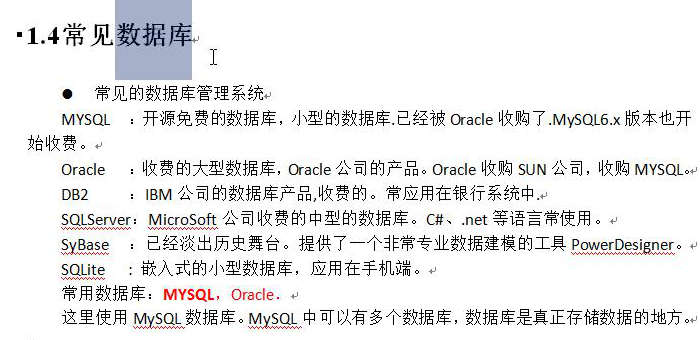 1.4常见数据库
● 常见的数据库管理系统
MYSQL ：开源免费的数据库，小型的数据库.已经被 Oracle 收购了.MySQL6.x 版本也开
始收费。
Oracle ：收费的大型数据库，Oracle 公司的产品。Oracle 收购 SUN 公司，收购 MYSQL。
DB2 ：IBM 公司的数据库产品,收费的。常应用在银行系统中.
SQLServer：MicroSoft 公司收费的中型的数据库。C#、.net 等语言常使用。
SyBase ：已经淡出历史舞台。提供了一个非常专业数据建模的工具 PowerDesigner。
SQLite ：嵌入式的小型数据库，应用在手机端。
常用数据库：MYSQL，Oracle．
这里使用 MySQL 数据库。MySQL 中可以有多个数据库，数据库是真正存储数据的地方。